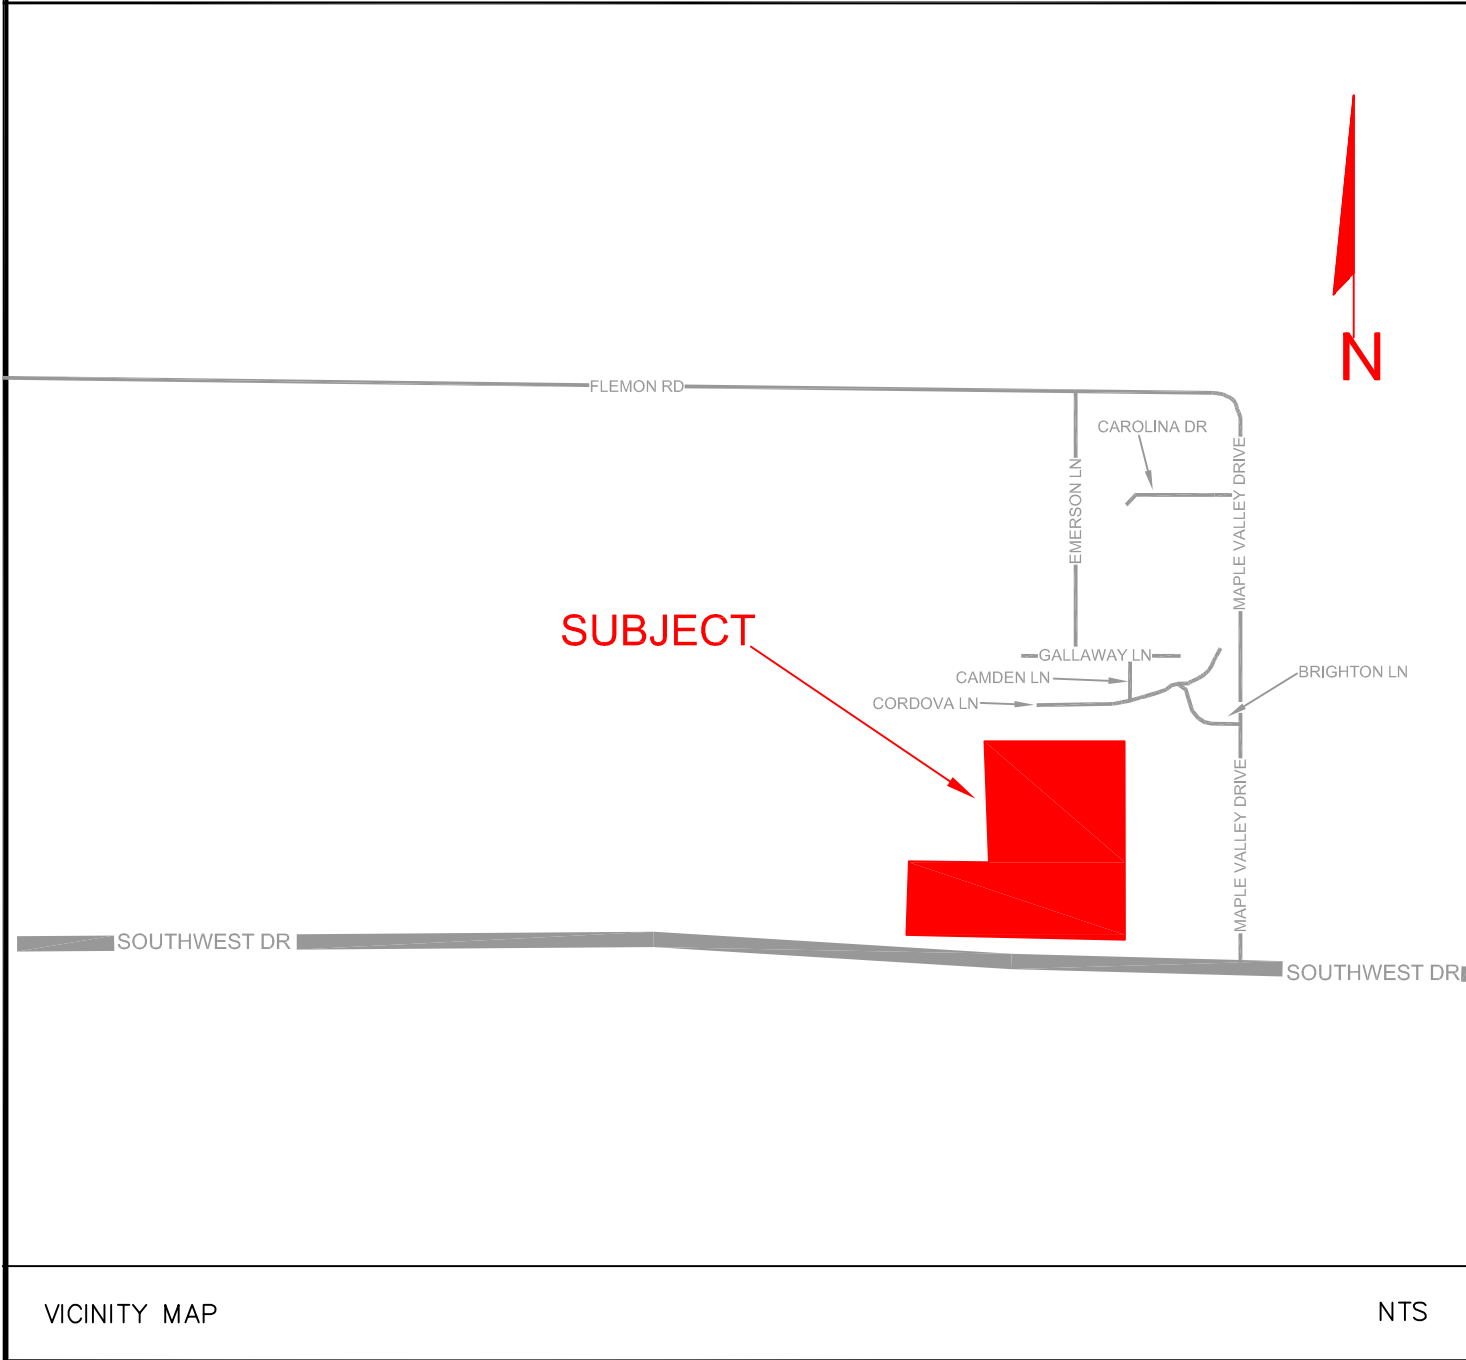 N
FLEMON RD
CAROLINA DR
MAPLE VALLEY DRIVE
EMERSON LN
SUBJECT
GALLAWAY LN
CAMDEN LN
BRIGHTON LN
CORDOVA LN
MAPLE VALLEY DRIVE
SOUTHWEST DR
SOUTHWEST DR
VICINITY MAP
NTS